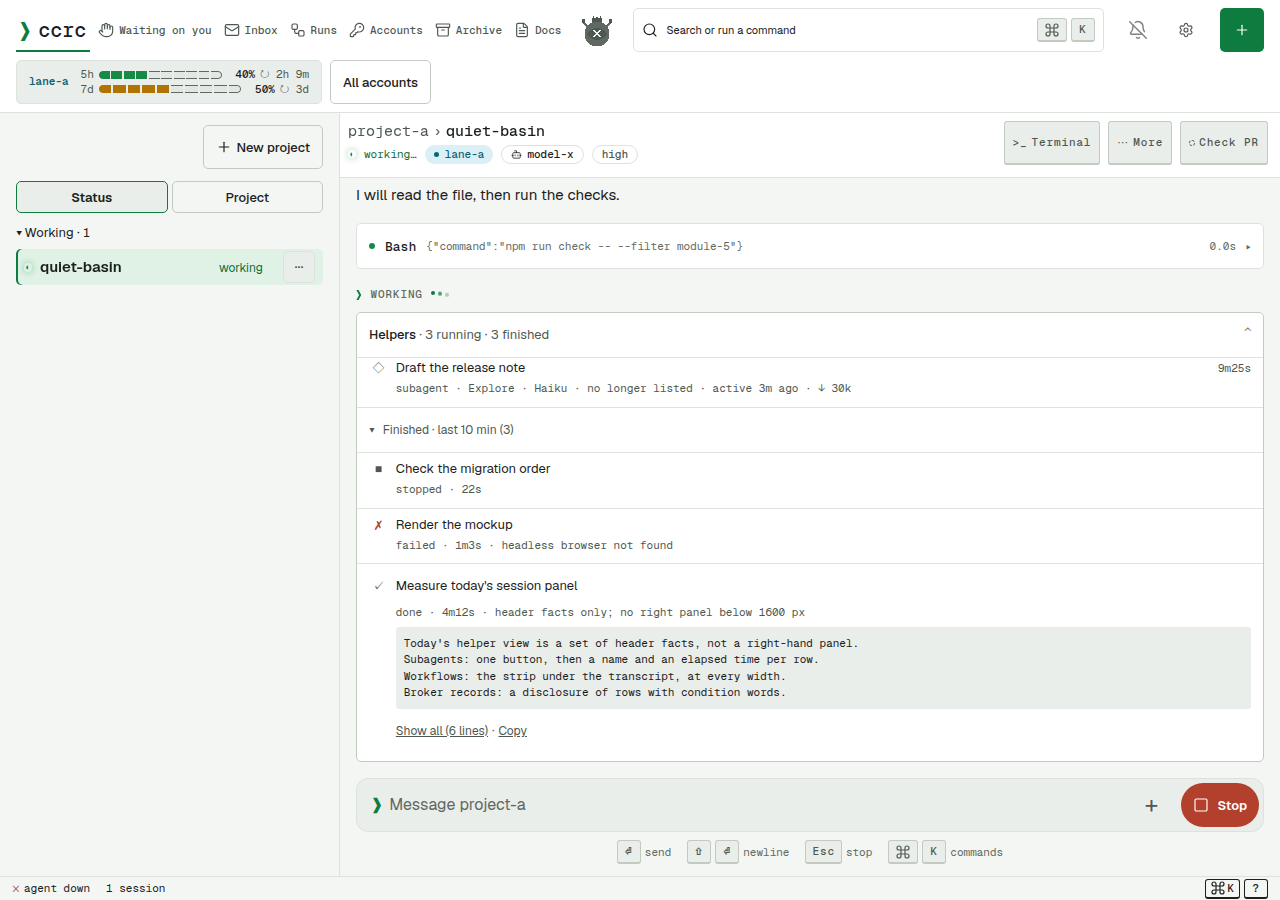 ❯ ccrc Waiting on you Inbox Runs Accounts Archive Docs Search or run a command ⌘ K +
lane-a 5h 40% ↻ 2h 9m
7d 50% ↻ 3d
All accounts
+ New project
Status Project
▾ Working · 1
quiet-basin working ···
project-a › quiet-basin
working… lane-a model-x high
>_ Terminal ··· More Check PR
I will read the file, then run the checks.
Bash {"command":"npm run check -- --filter module-5"} 0.0s ▸
❯ WORKING
Helpers · 3 running · 3 finished
Draft the release note 9m25s
subagent · Explore · Haiku · no longer listed · active 3m ago · ↓ 30k
▾ Finished · last 10 min (3)
■ Check the migration order
stopped · 22s
✗ Render the mockup
failed · 1m3s · headless browser not found
✓ Measure today's session panel
done · 4m12s · header facts only; no right panel below 1600 px
Today's helper view is a set of header facts, not a right-hand panel.
Subagents: one button, then a name and an elapsed time per row.
Workflows: the strip under the transcript, at every width.
Broker records: a disclosure of rows with condition words.
Show all (6 lines) · Copy
❯ Message project-a + Stop
⏎ send ⇧ ⏎ newline Esc stop ⌘ K commands
✕ agent down 1 session ⌘K ?